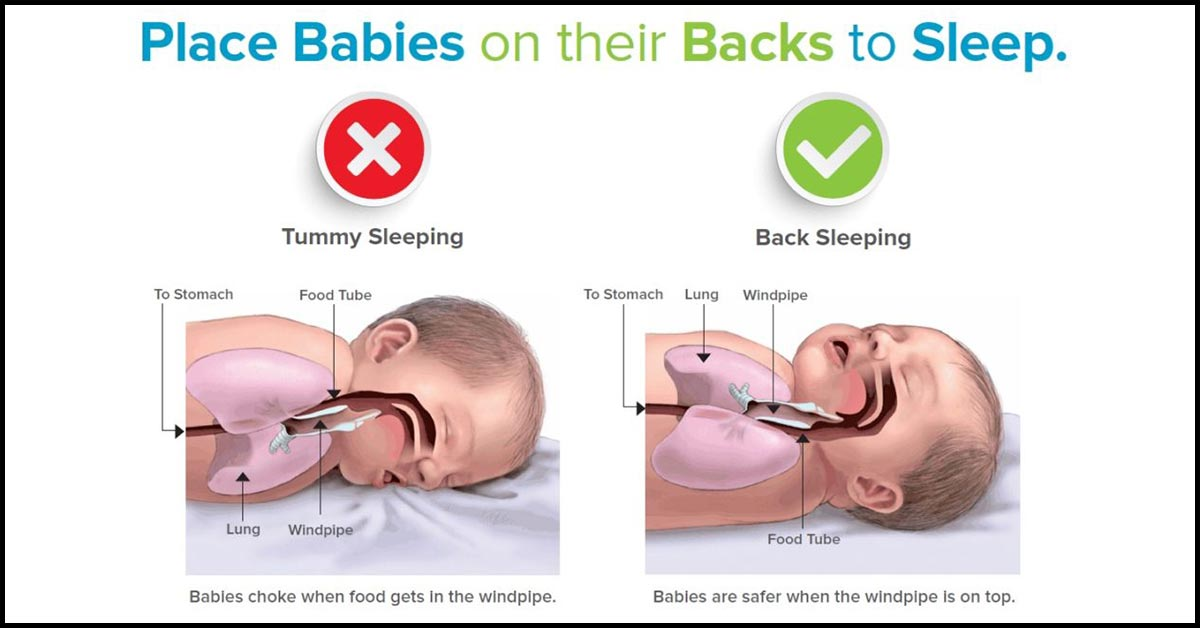 Place Babies on their Backs to Sleep.
Tummy Sleeping
To Stomach
Food Tube
Lung
Windpipe
Babies choke when food gets in the windpipe.
Back Sleeping
To Stomach
Lung
Windpipe
Food Tube
Babies are safer when the windpipe is on top.